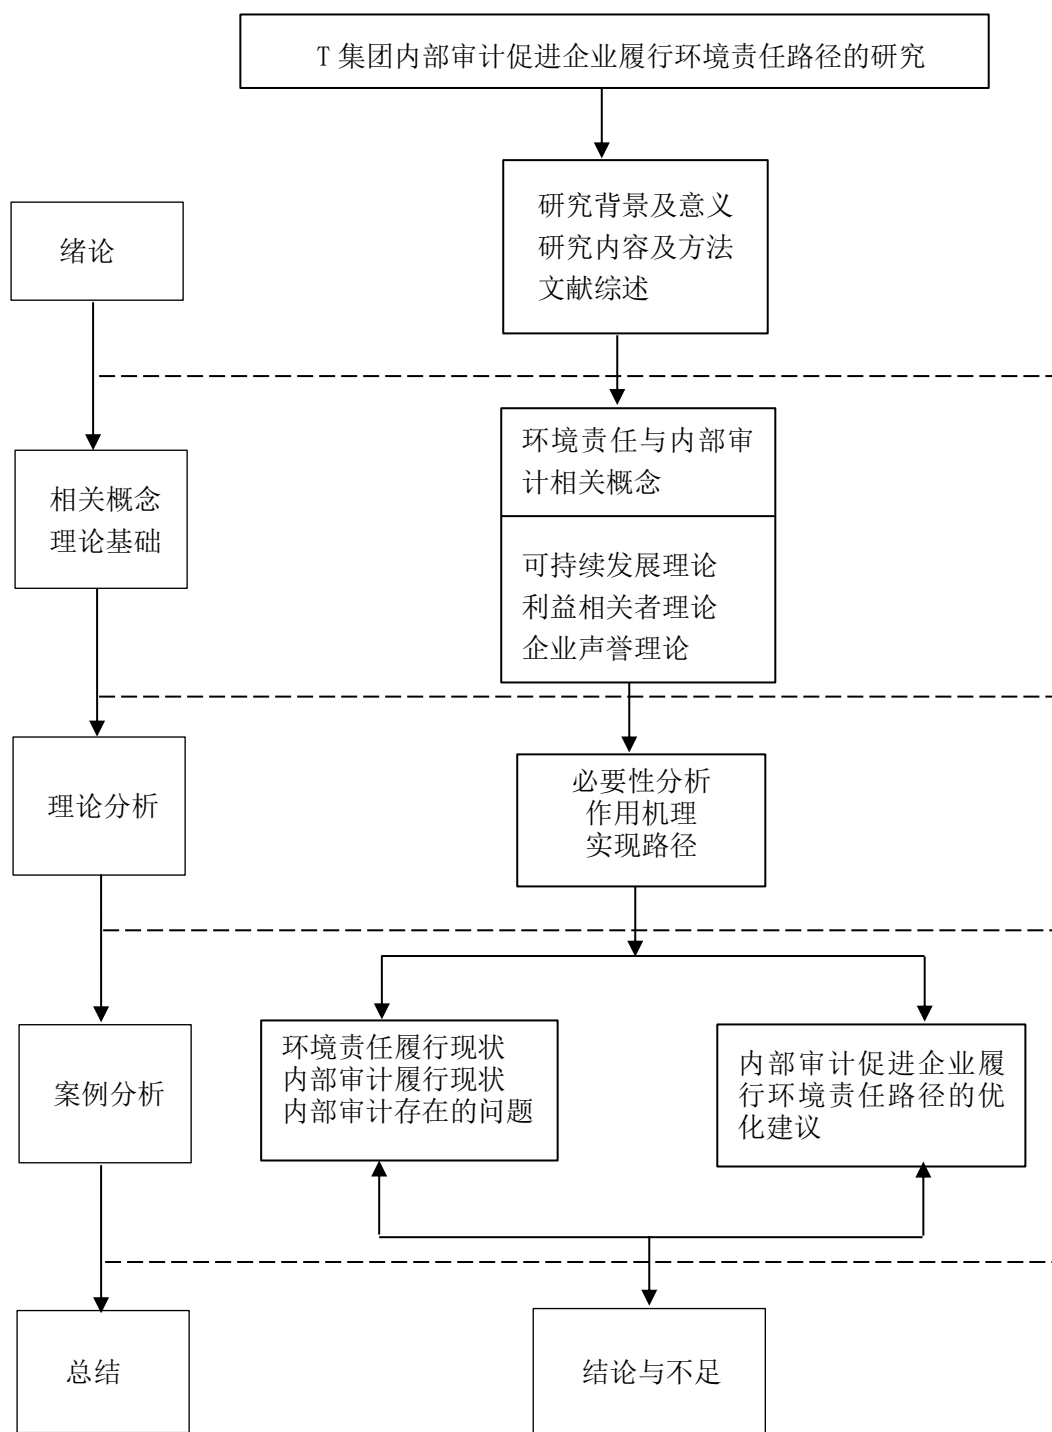 T 集团内部审计促进企业履行环境责任路径的研究
绪论
研究背景及意义
研究内容及方法
文献综述
相关概念
理论基础
环境责任与内部审
计相关概念
可持续发展理论
利益相关者理论
企业声誉理论
理论分析
必要性分析
作用机理
实现路径
案例分析
环境责任履行现状
内部审计履行现状
内部审计存在的问题
内部审计促进企业履
行环境责任路径的优
化建议
总结
结论与不足